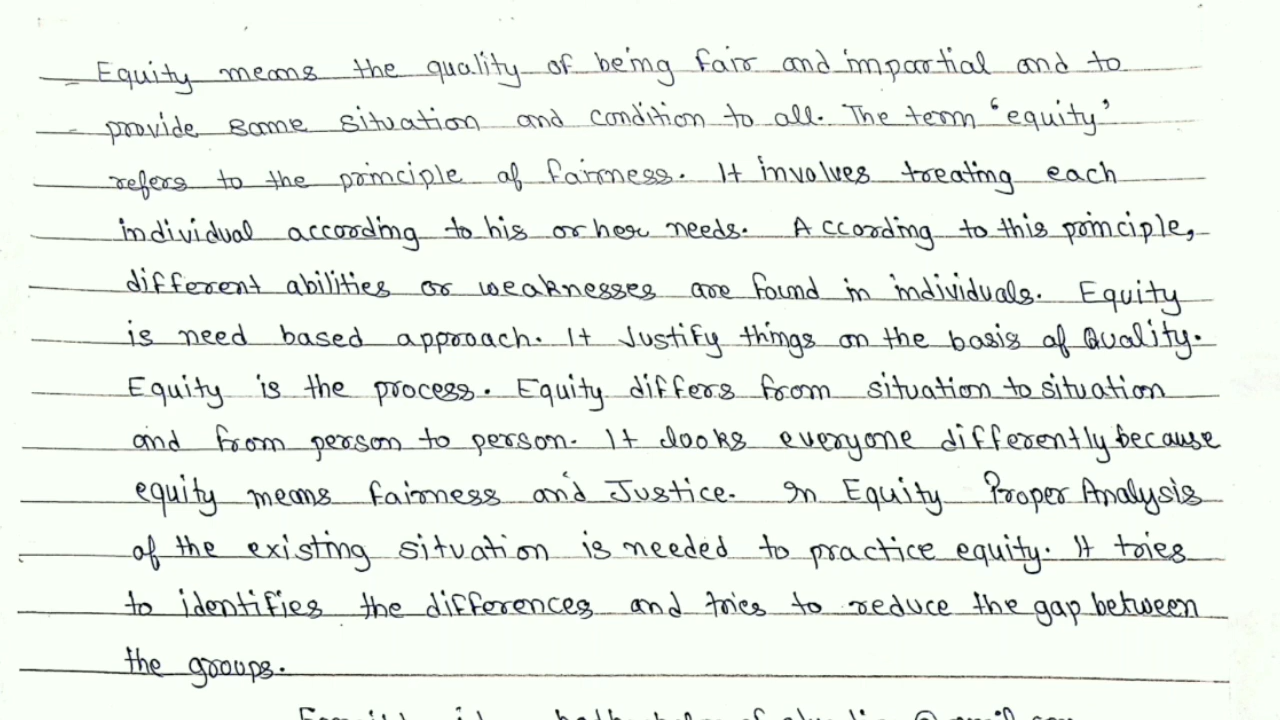 Equity means the quality of being fair and impartial and to
provide same situation and condition to all. The term 'equity'
refers to the principle of fairness. It involves treating each
individual according to his or her needs. According to this principle,
different abilities or weaknesses are found in individuals. Equity
is need based approach. It Justify things on the basis of Quality.
Equity is the process. Equity differs from situation to situation
and from person to person. It looks everyone differently because
equity means fairness and Justice. In Equity Proper Analysis
of the existing situation is needed to practice equity. It tries
to identifies the differences and tries to reduce the gap between
the groups.